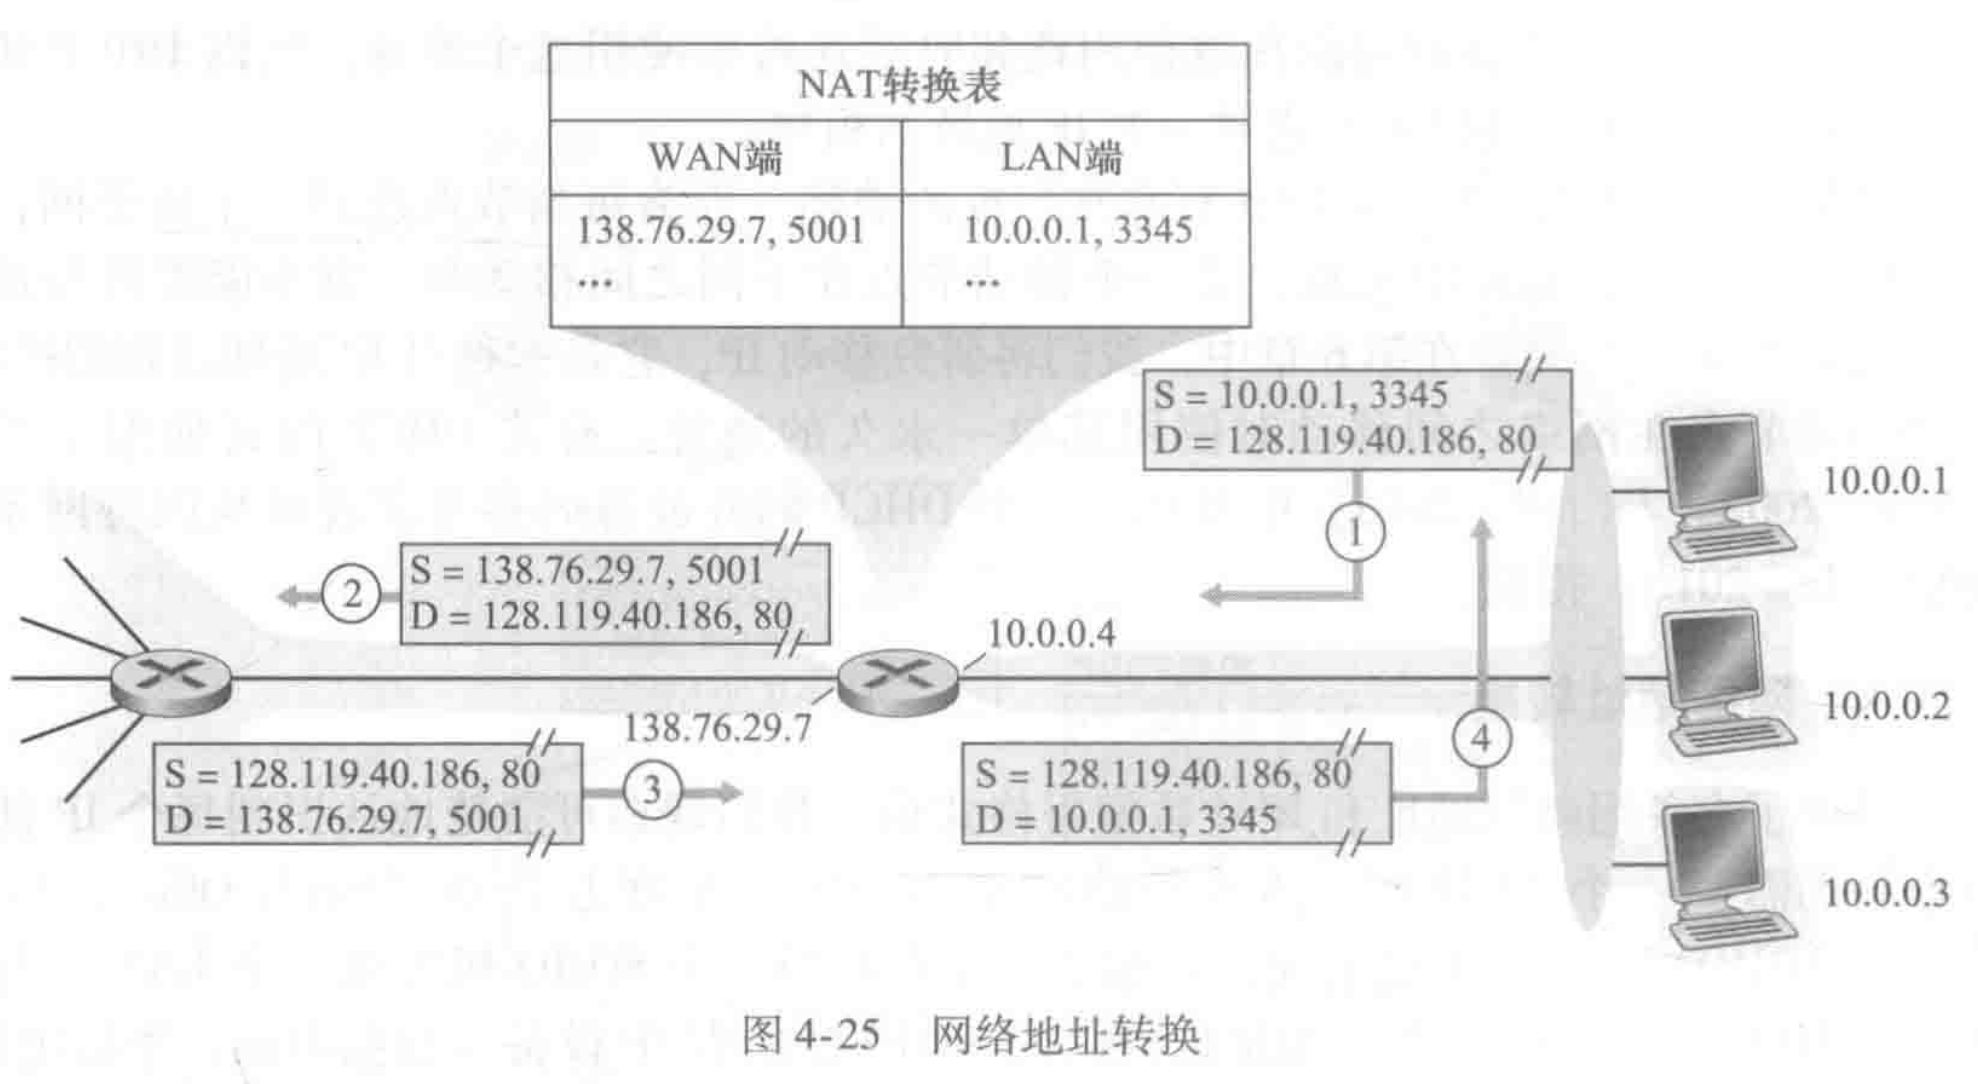 NAT转换表
WAN端
LAN端
138.76.29.7, 5001
10.0.0.1, 3345
...
...
S = 10.0.0.1, 3345
D = 128.119.40.186, 80
10.0.0.1
1
S = 138.76.29.7, 5001
D = 128.119.40.186, 80
2
10.0.0.4
138.76.29.7
10.0.0.2
S = 128.119.40.186, 80
D = 138.76.29.7, 5001
3
S = 128.119.40.186, 80
D = 10.0.0.1, 3345
4
10.0.0.3
图 4-25 网络地址转换